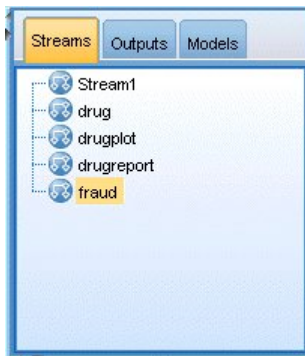 Streams Outputs Models
Stream1
drug
drugplot
drugreport
fraud